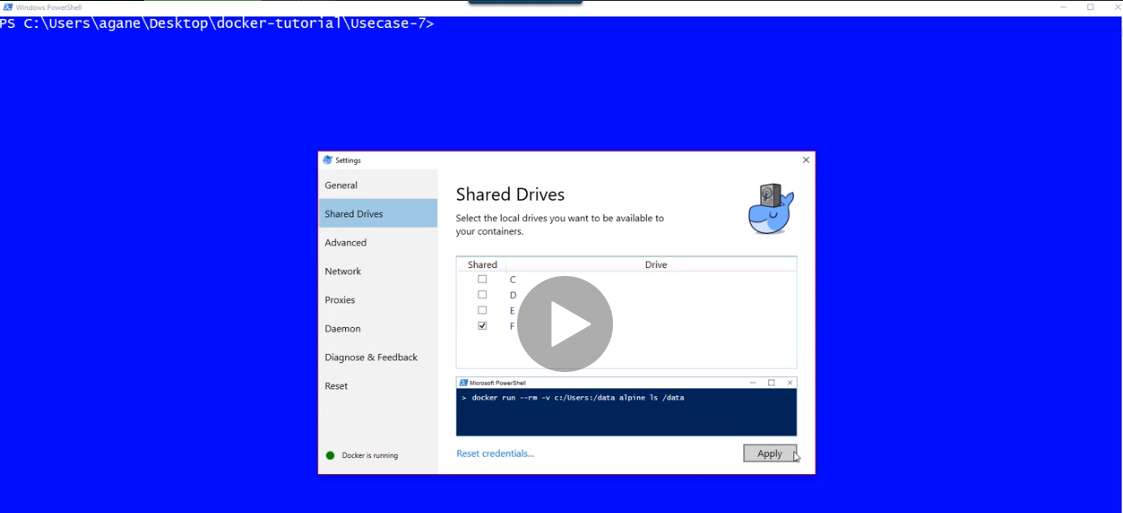 Windows PowerShell
PS C:\Users\agane\Desktop\docker-tutorial\Usecase-7>
Settings
General
Shared Drives
Advanced
Network
Proxies
Daemon
Diagnose & Feedback
Reset
Docker is running
Shared Drives
Select the local drives you want to be available to
your containers.
Shared Drive
C
D
E
F
Microsoft PowerShell
> docker run --rm -v c:/Users:/data alpine ls /data
Reset credentials...
Apply